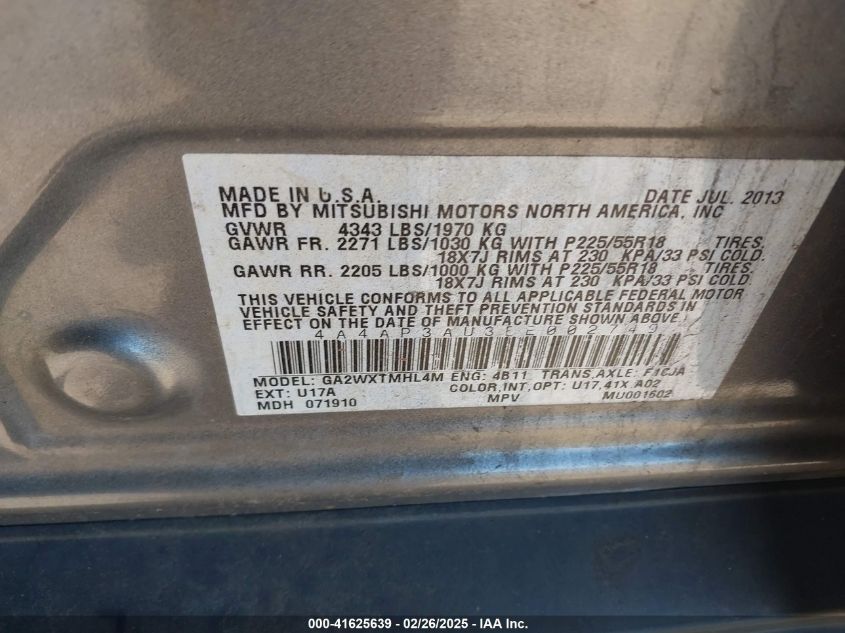 MADE IN U.S.A. DATE JUL. 2013
MFD BY MITSUBISHI MOTORS NORTH AMERICA, INC
GVWR 4343 LBS/1970 KG
GAWR FR. 2271 LBS/1030 KG WITH P225/55R18 TIRES,
18X7J RIMS AT 230 KPA/33 PSI COLD.
GAWR RR. 2205 LBS/1000 KG WITH P225/55R18 TIRES,
18X7J RIMS AT 230 KPA/33 PSI COLD.
THIS VEHICLE CONFORMS TO ALL APPLICABLE FEDERAL MOTOR
VEHICLE SAFETY AND THEFT PREVENTION STANDARDS IN
EFFECT ON THE DATE OF MANUFACTURE SHOWN ABOVE.
4A4AP3AU3EE002749
MODEL: GA2WXTMHL4M ENG: 4B11 TRANS,AXLE: F1CJA
EXT: U17A COLOR,INT,OPT: U17,41X A02
MDH 071910 MPV MU001602
000-41625639 - 02/26/2025 - IAA Inc.